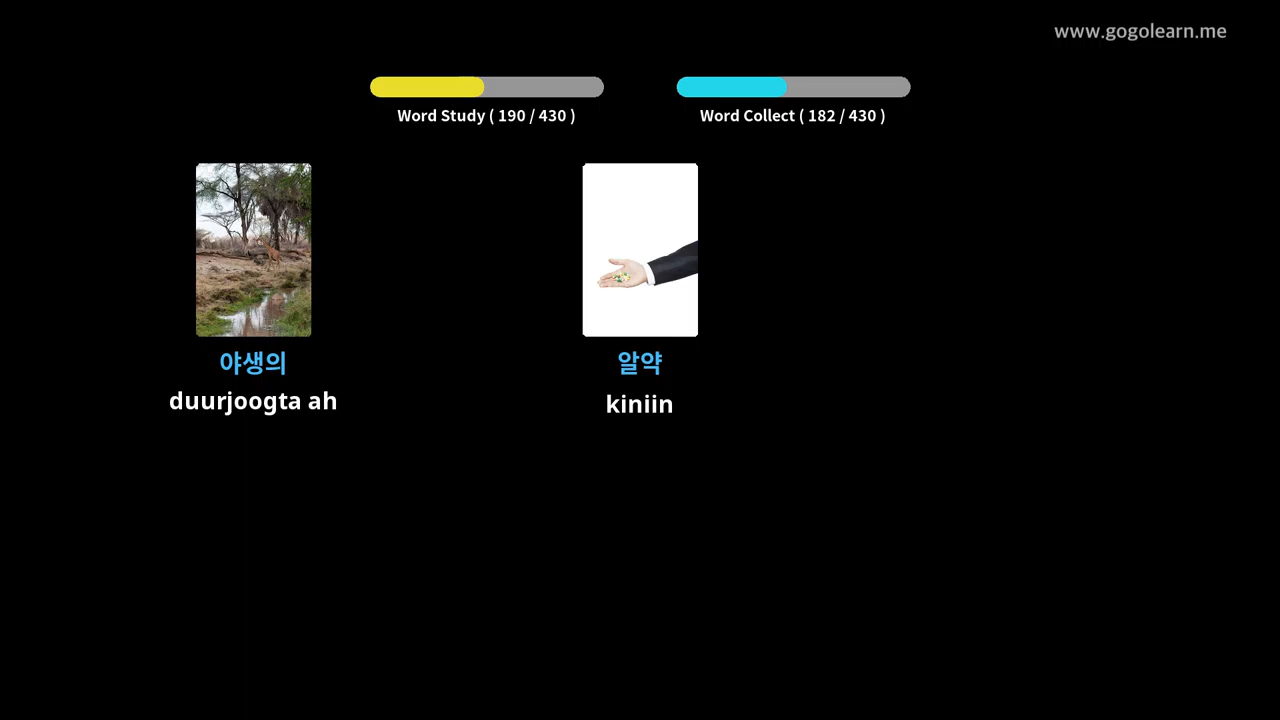 www.gogolearn.me
Word Study ( 190 / 430 )
Word Collect ( 182 / 430 )
야생의
알약
duurjoogta ah
kiniin